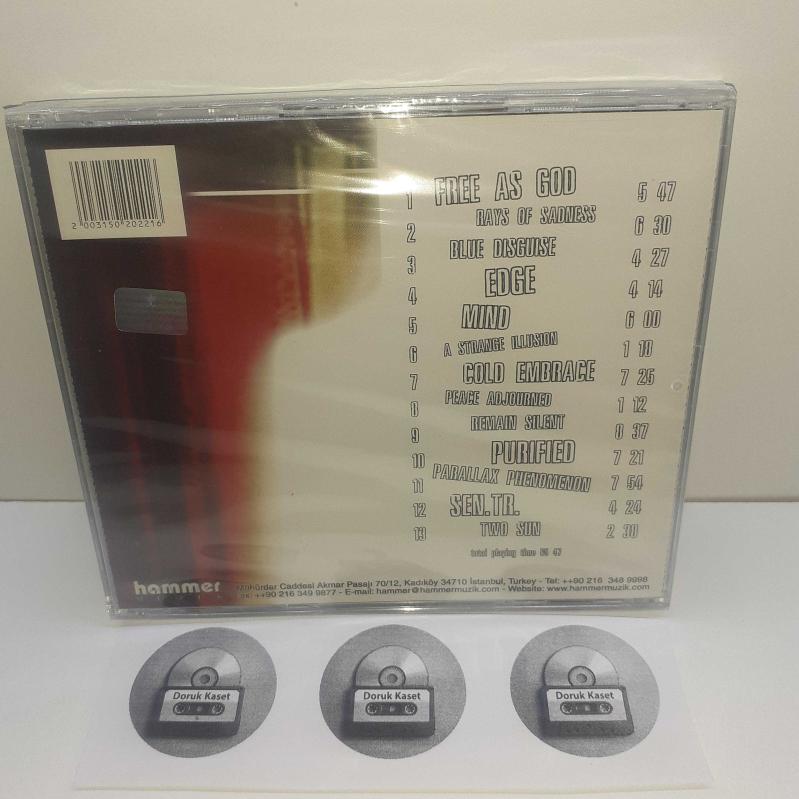 2 003150 202216
1 FREE AS GOD 5 47
2 RAYS OF SADNESS 6 30
3 BLUE DISGUISE 4 27
4 EDGE 4 14
5 MIND 6 00
6 A STRANGE ILLUSION 1 10
7 COLD EMBRACE 7 25
8 PEACE ADJOURNED 1 12
9 REMAIN SILENT 8 37
10 PURIFIED 7 21
11 PARALLAX PHENOMENON 7 54
12 SEN.TR. 4 24
13 TWO SUN 2 30
total playing time
hammer
Mühürdar Caddesi Akmar Pasajı 70/12, Kadıköy 34710 İstanbul, Turkey - Tel: ++90 216 348 9898
++90 216 349 9877 - E-mail: hammer@hammermuzik.com - Website: www.hammermuzik.com
Doruk Kaset
Doruk Kaset
Doruk Kaset